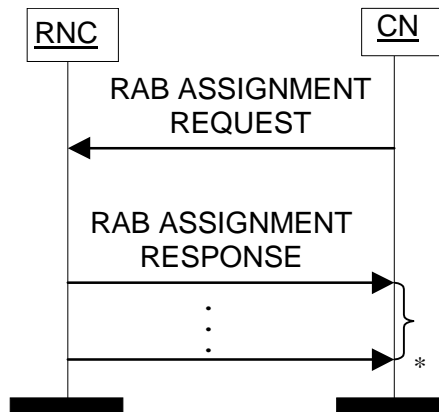 RNC
CN
RAB ASSIGNMENT
REQUEST
RAB ASSIGNMENT
RESPONSE
*